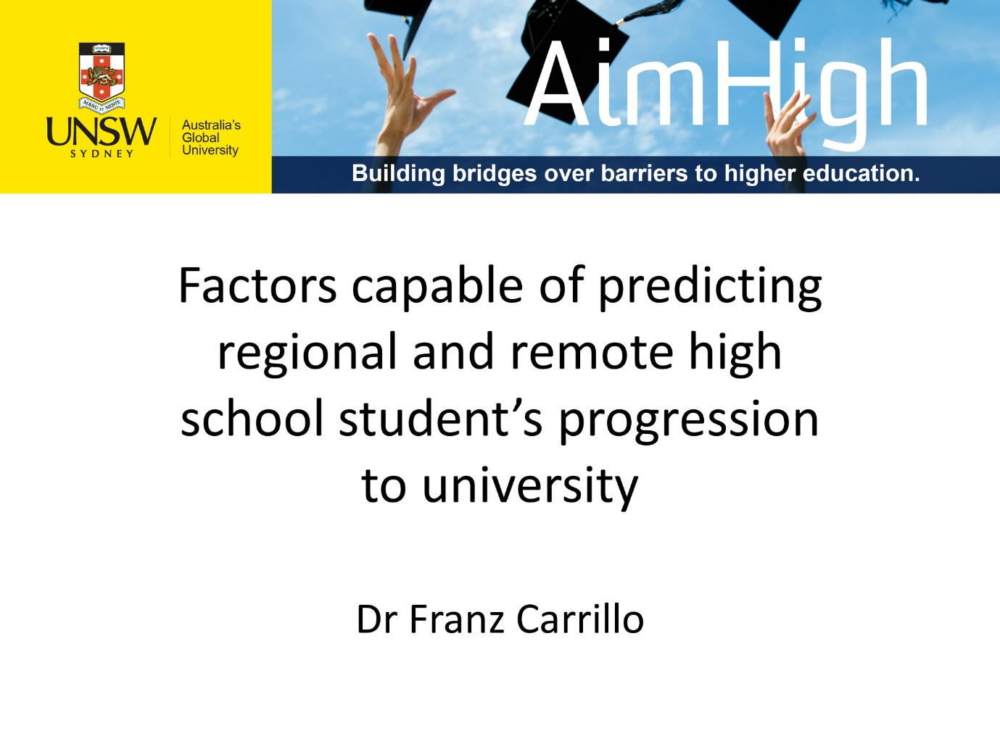 SCIENTIA
MANU ET MENTE
UNSW
SYDNEY
Australia's
Global
University
AimHigh
Building bridges over barriers to higher education.
Factors capable of predicting
regional and remote high
school student’s progression
to university
Dr Franz Carrillo